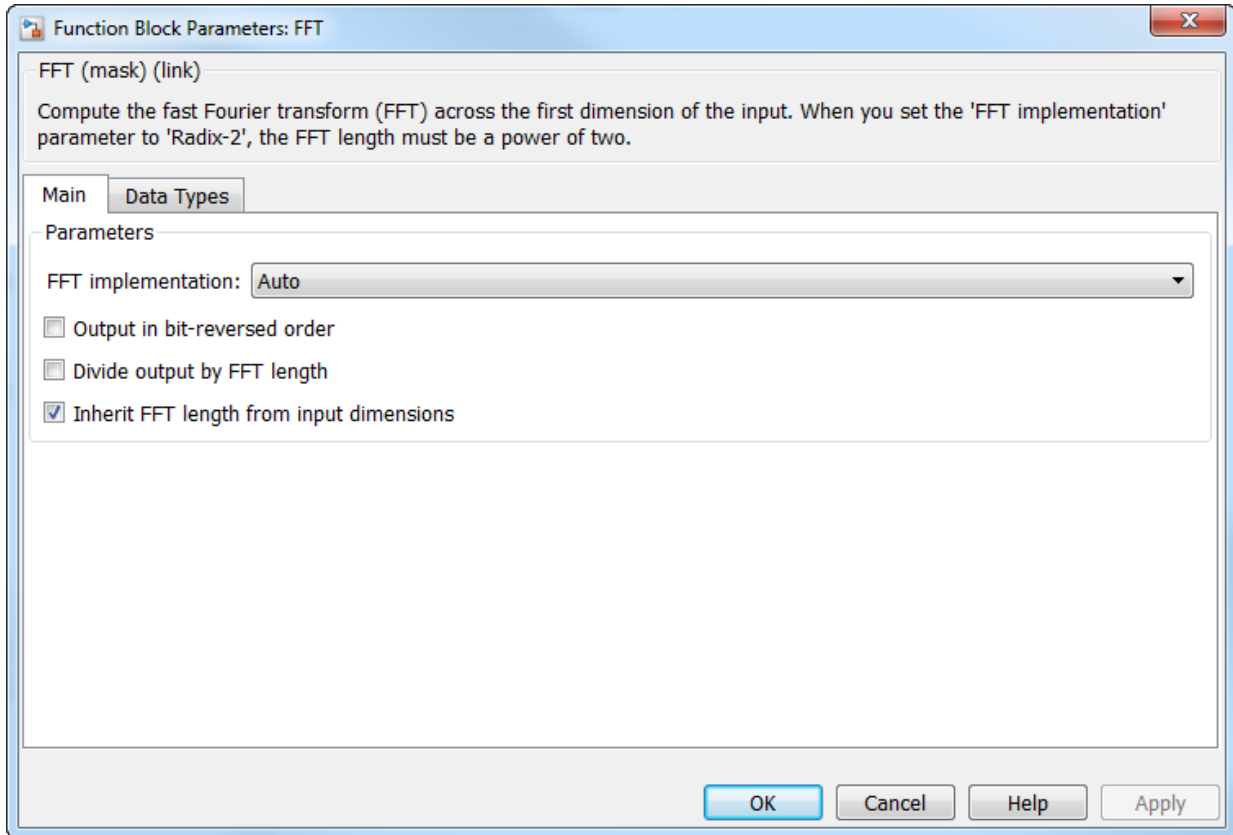 Function Block Parameters: FFT
X
FFT (mask) (link)
Compute the fast Fourier transform (FFT) across the first dimension of the input. When you set the 'FFT implementation'
parameter to 'Radix-2', the FFT length must be a power of two.
Main Data Types
Parameters
FFT implementation: Auto
Output in bit-reversed order
Divide output by FFT length
Inherit FFT length from input dimensions
OK Cancel Help Apply